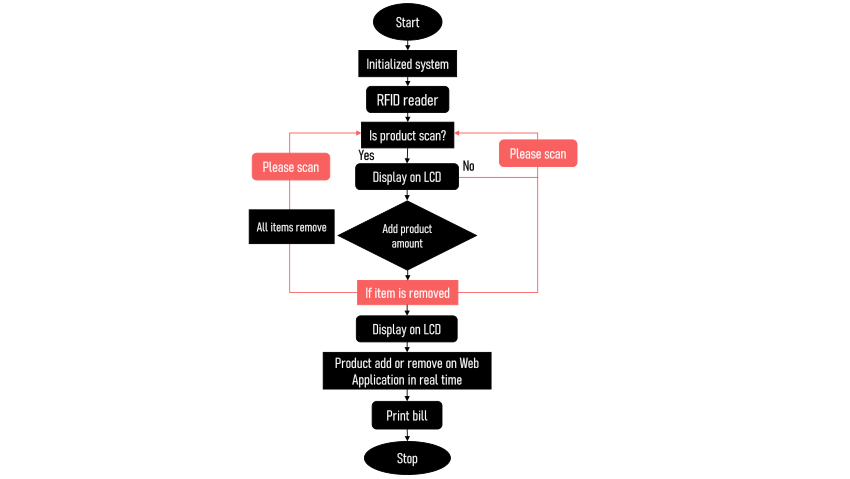 Start
Initialized system
RFID reader
Is product scan?
Please scan
Yes
Please scan
No
Display on LCD
All items remove
Add product
amount
If item is removed
Display on LCD
Product add or remove on Web
Application in real time
Print bill
Stop